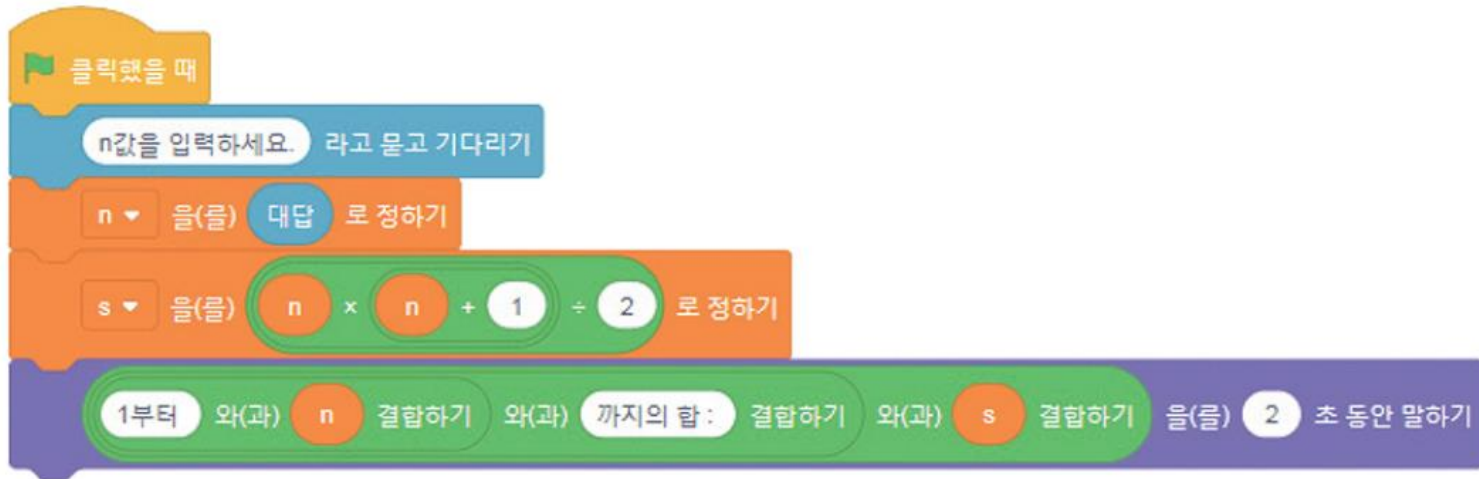 클릭했을 때
n값을 입력하세요. 라고 묻고 기다리기
n 을(를) 대답 로 정하기
s 을(를) n × n + 1 ÷ 2 로 정하기
1부터 와(과) n 결합하기 와(과) 까지의 합 : 결합하기 와(과) s 결합하기 을(를) 2 초 동안 말하기